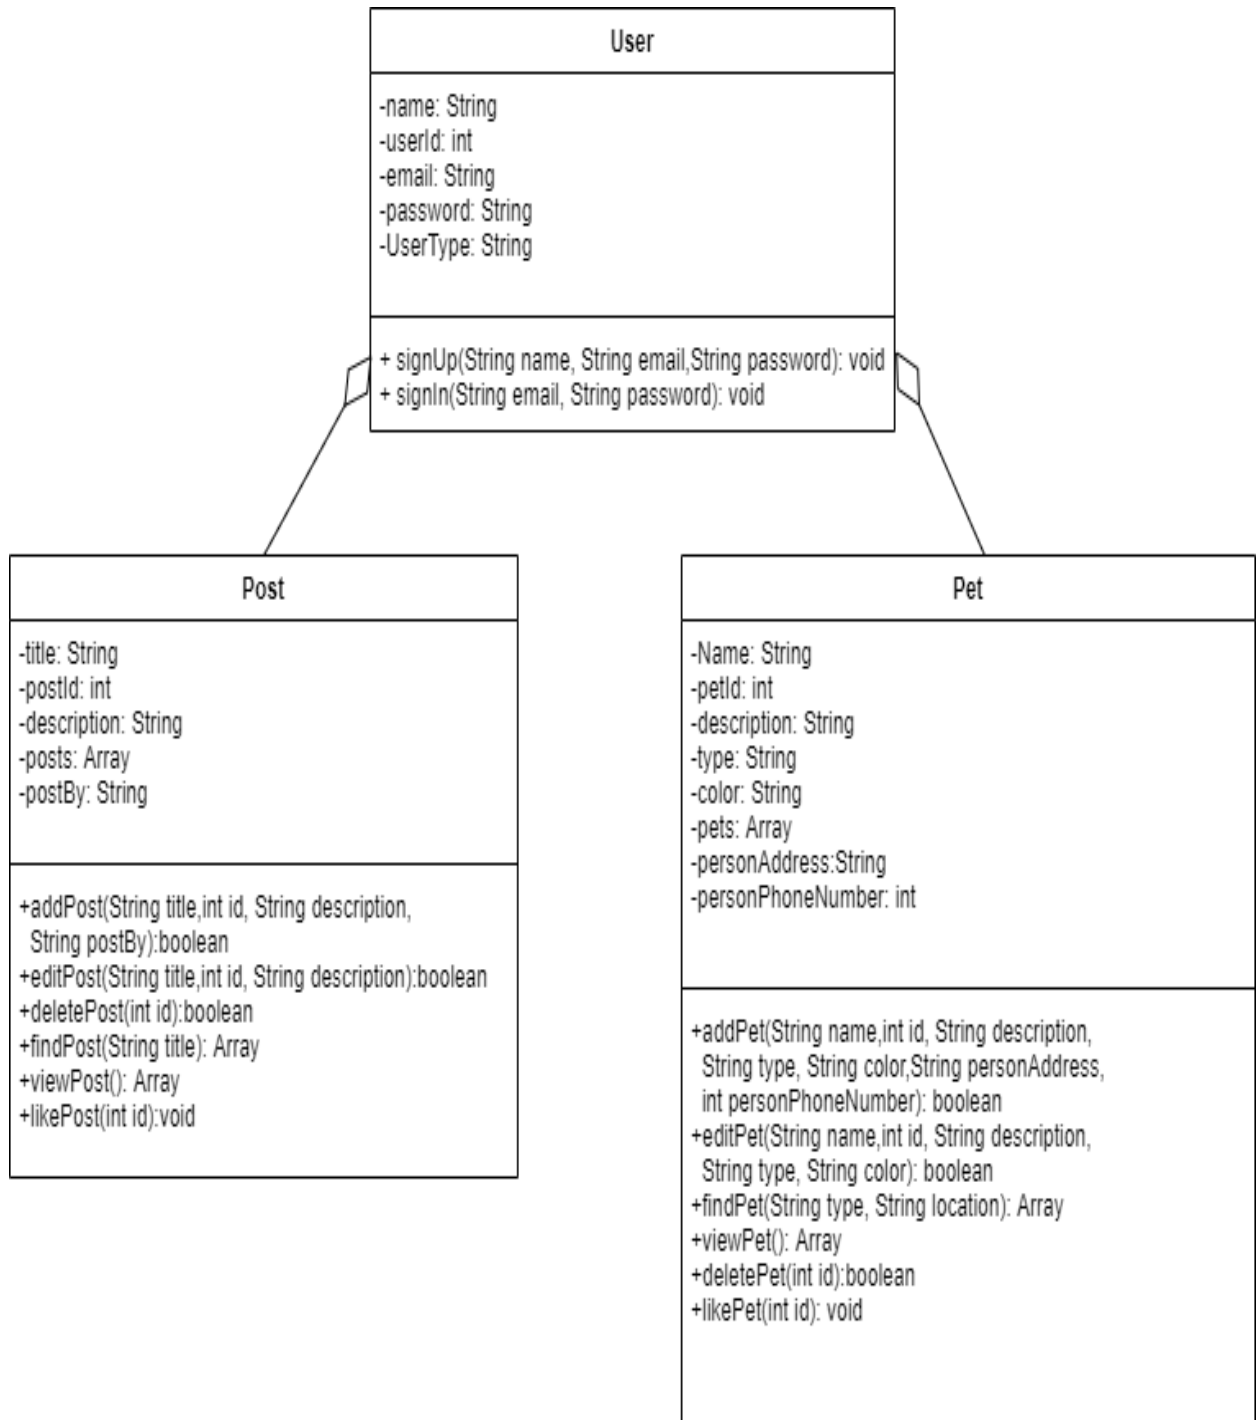 User
-name: String
-userId: int
-email: String
-password: String
-UserType: String
+ signUp(String name, String email,String password): void
+ signIn(String email, String password): void
Post
-title: String
-postId: int
-description: String
-posts: Array
-postBy: String
+addPost(String title,int id, String description,
String postBy):boolean
+editPost(String title,int id, String description):boolean
+deletePost(int id):boolean
+findPost(String title): Array
+viewPost(): Array
+likePost(int id):void
Pet
-Name: String
-petId: int
-description: String
-type: String
-color: String
-pets: Array
-personAddress:String
-personPhoneNumber: int
+addPet(String name,int id, String description,
String type, String color,String personAddress,
int personPhoneNumber): boolean
+editPet(String name,int id, String description,
String type, String color): boolean
+findPet(String type, String location): Array
+viewPet(): Array
+deletePet(int id):boolean
+likePet(int id): void